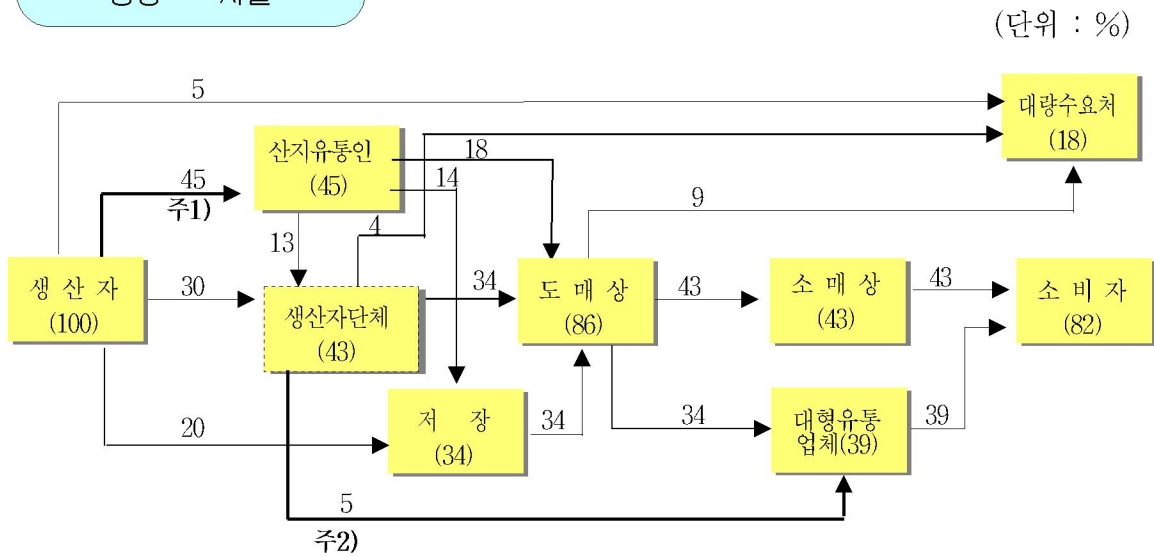 (단위 : %)
5
대량수요처
(18)
산지유통인
(45)
18
14
45
주1)
4
9
13
생 산 자
(100)
30
생산자단체
(43)
34
도 매 상
(86)
43
소 매 상
(43)
43
소 비 자
(82)
20
저 장
(34)
34
34
대형유통
업체(39)
39
5
주2)